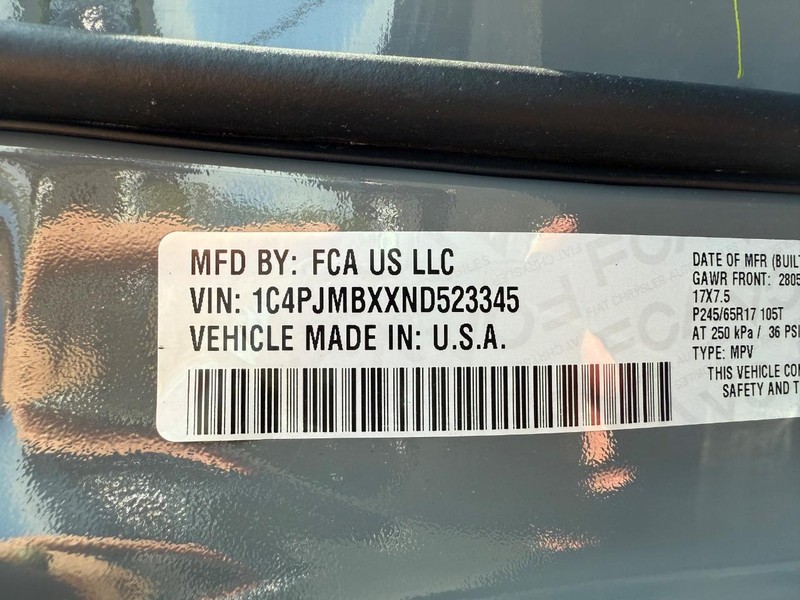 MFD BY: FCA US LLC
VIN: 1C4PJMBXXND523345
VEHICLE MADE IN: U.S.A.
DATE OF MFR (BUILT
GAWR FRONT: 2805
17X7.5
P245/65R17 105T
AT 250 kPa / 36 PSI
TYPE: MPV
THIS VEHICLE CON
SAFETY AND T